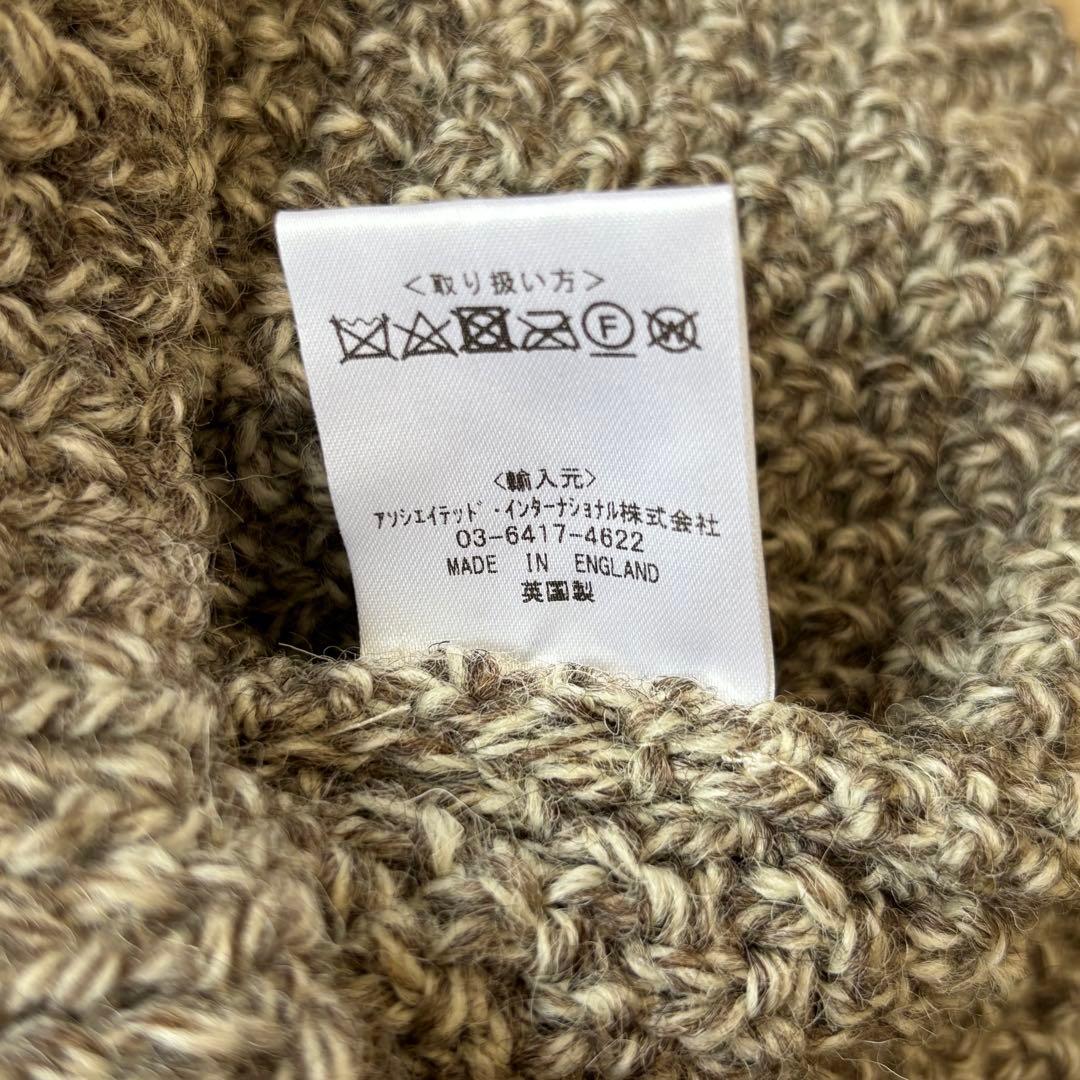 ＜取り扱い方＞
F W
〈輸入元〉
ｱｿｼｴｲﾃｯﾄﾞ・ｲﾝﾀｰﾅｼｮﾅﾙ株式会社
03-6417-4622
MADE IN ENGLAND
英国製